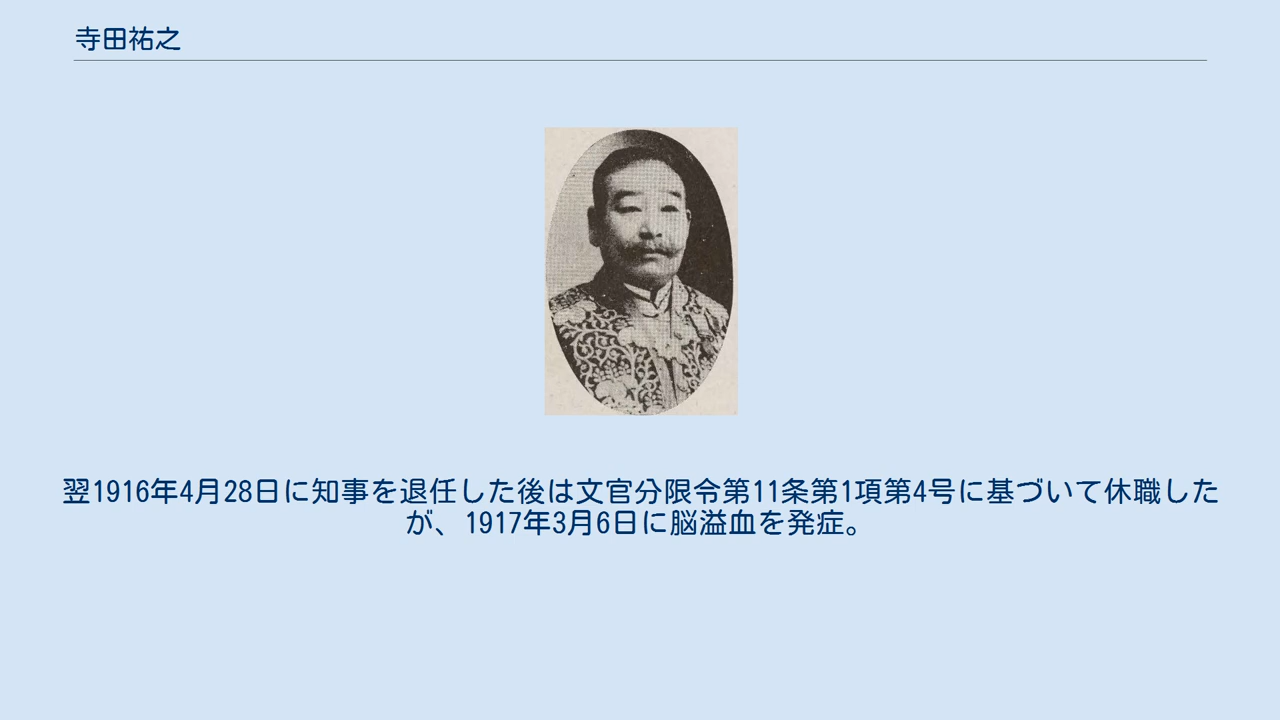 寺田祐之
翌1916年4月28日に知事を退任した後は文官分限令第11条第1項第4号に基づいて休職した
が、1917年3月6日に脳溢血を発症。